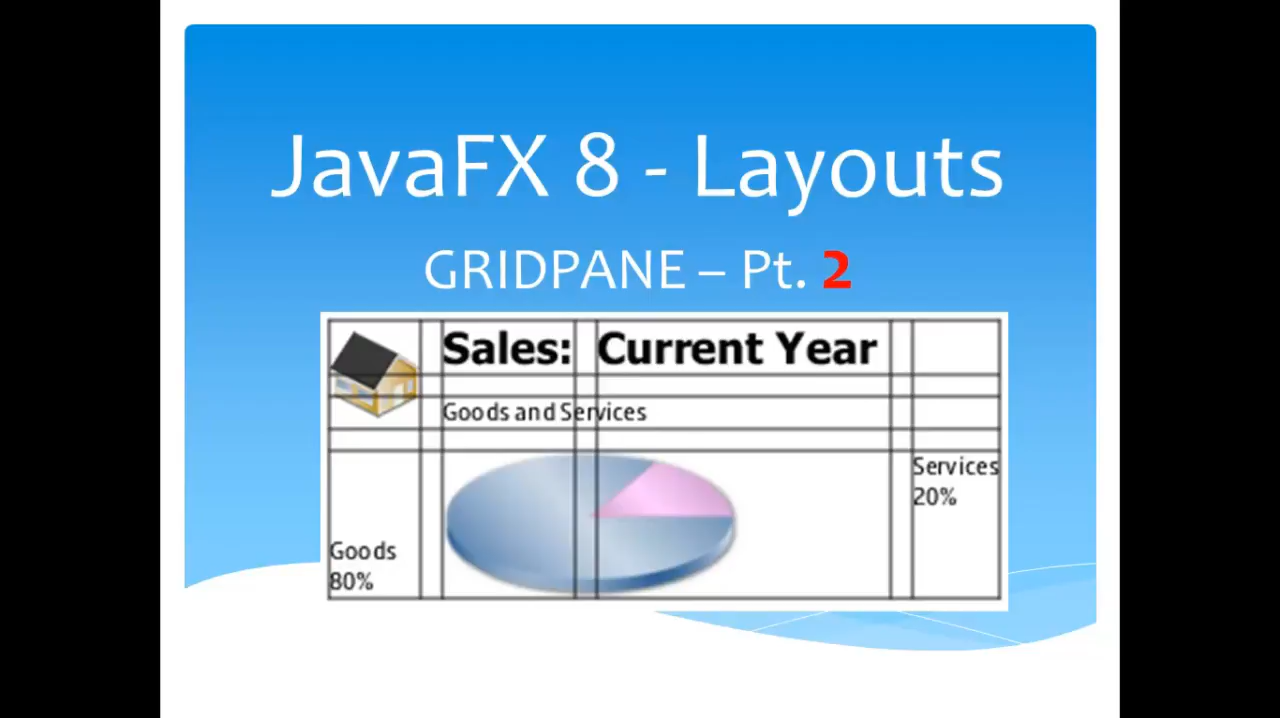 JavaFX 8 - Layouts
GRIDPANE – Pt. 2
Sales: Current Year
Goods and Services
Services
20%
Goods
80%